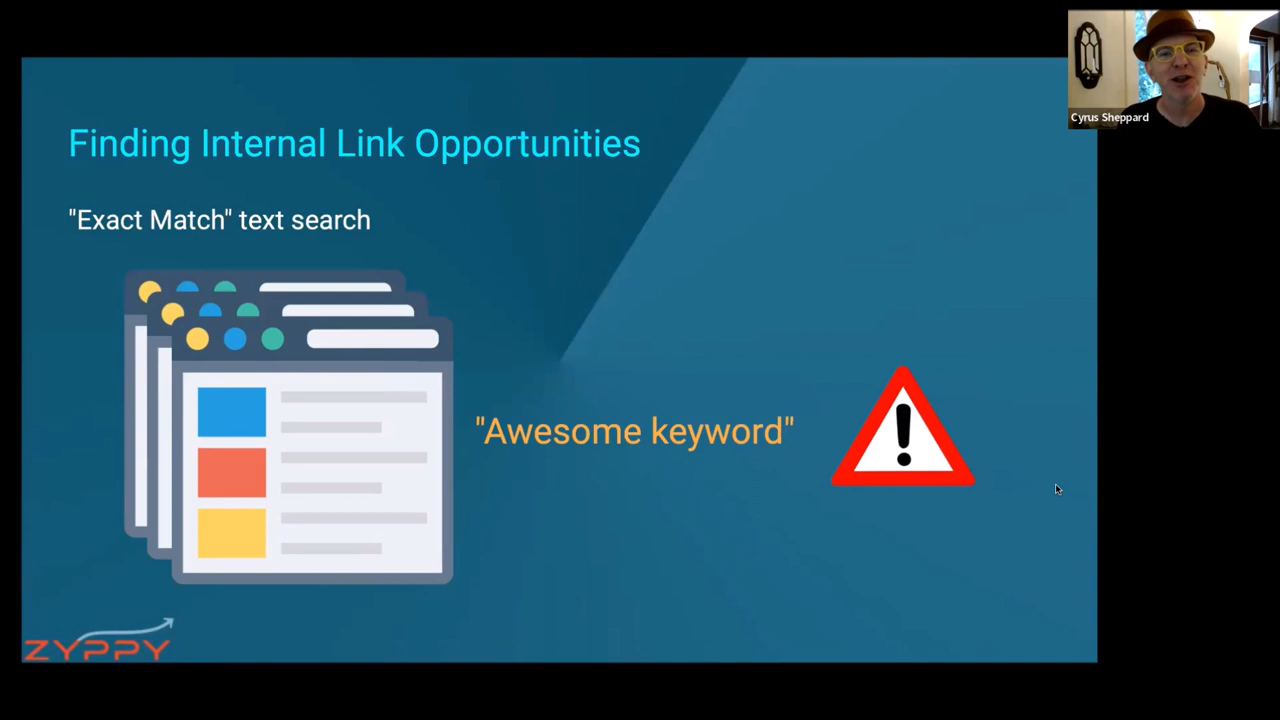 Cyrus Sheppard
Finding Internal Link Opportunities
"Exact Match" text search
"Awesome keyword"
ZYPPY